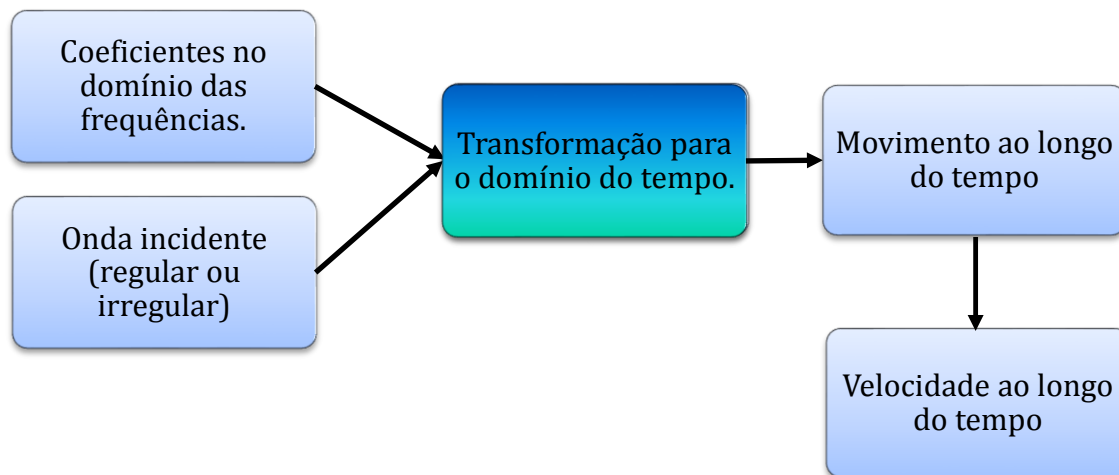 Coeficientes no
domínio das
frequências.
Onda incidente
(regular ou
irregular)
Transformação para
o domínio do tempo.
Movimento ao longo
do tempo
Velocidade ao longo
do tempo